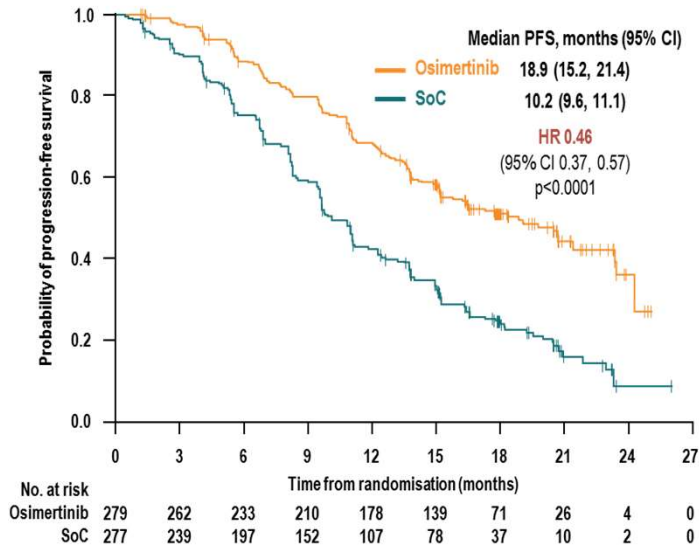 Probability of progression-free survival
1.0
0.8
0.6
0.4
0.2
0.0
Median PFS, months (95% CI)
Osimertinib 18.9 (15.2, 21.4)
SoC 10.2 (9.6, 11.1)
HR 0.46
(95% CI 0.37, 0.57)
p<0.0001
0 3 6 9 12 15 18 21 24 27
Time from randomisation (months)
No. at risk
Osimertinib 279 262 233 210 178 139 71 26 4 0
SoC 277 239 197 152 107 78 37 10 2 0